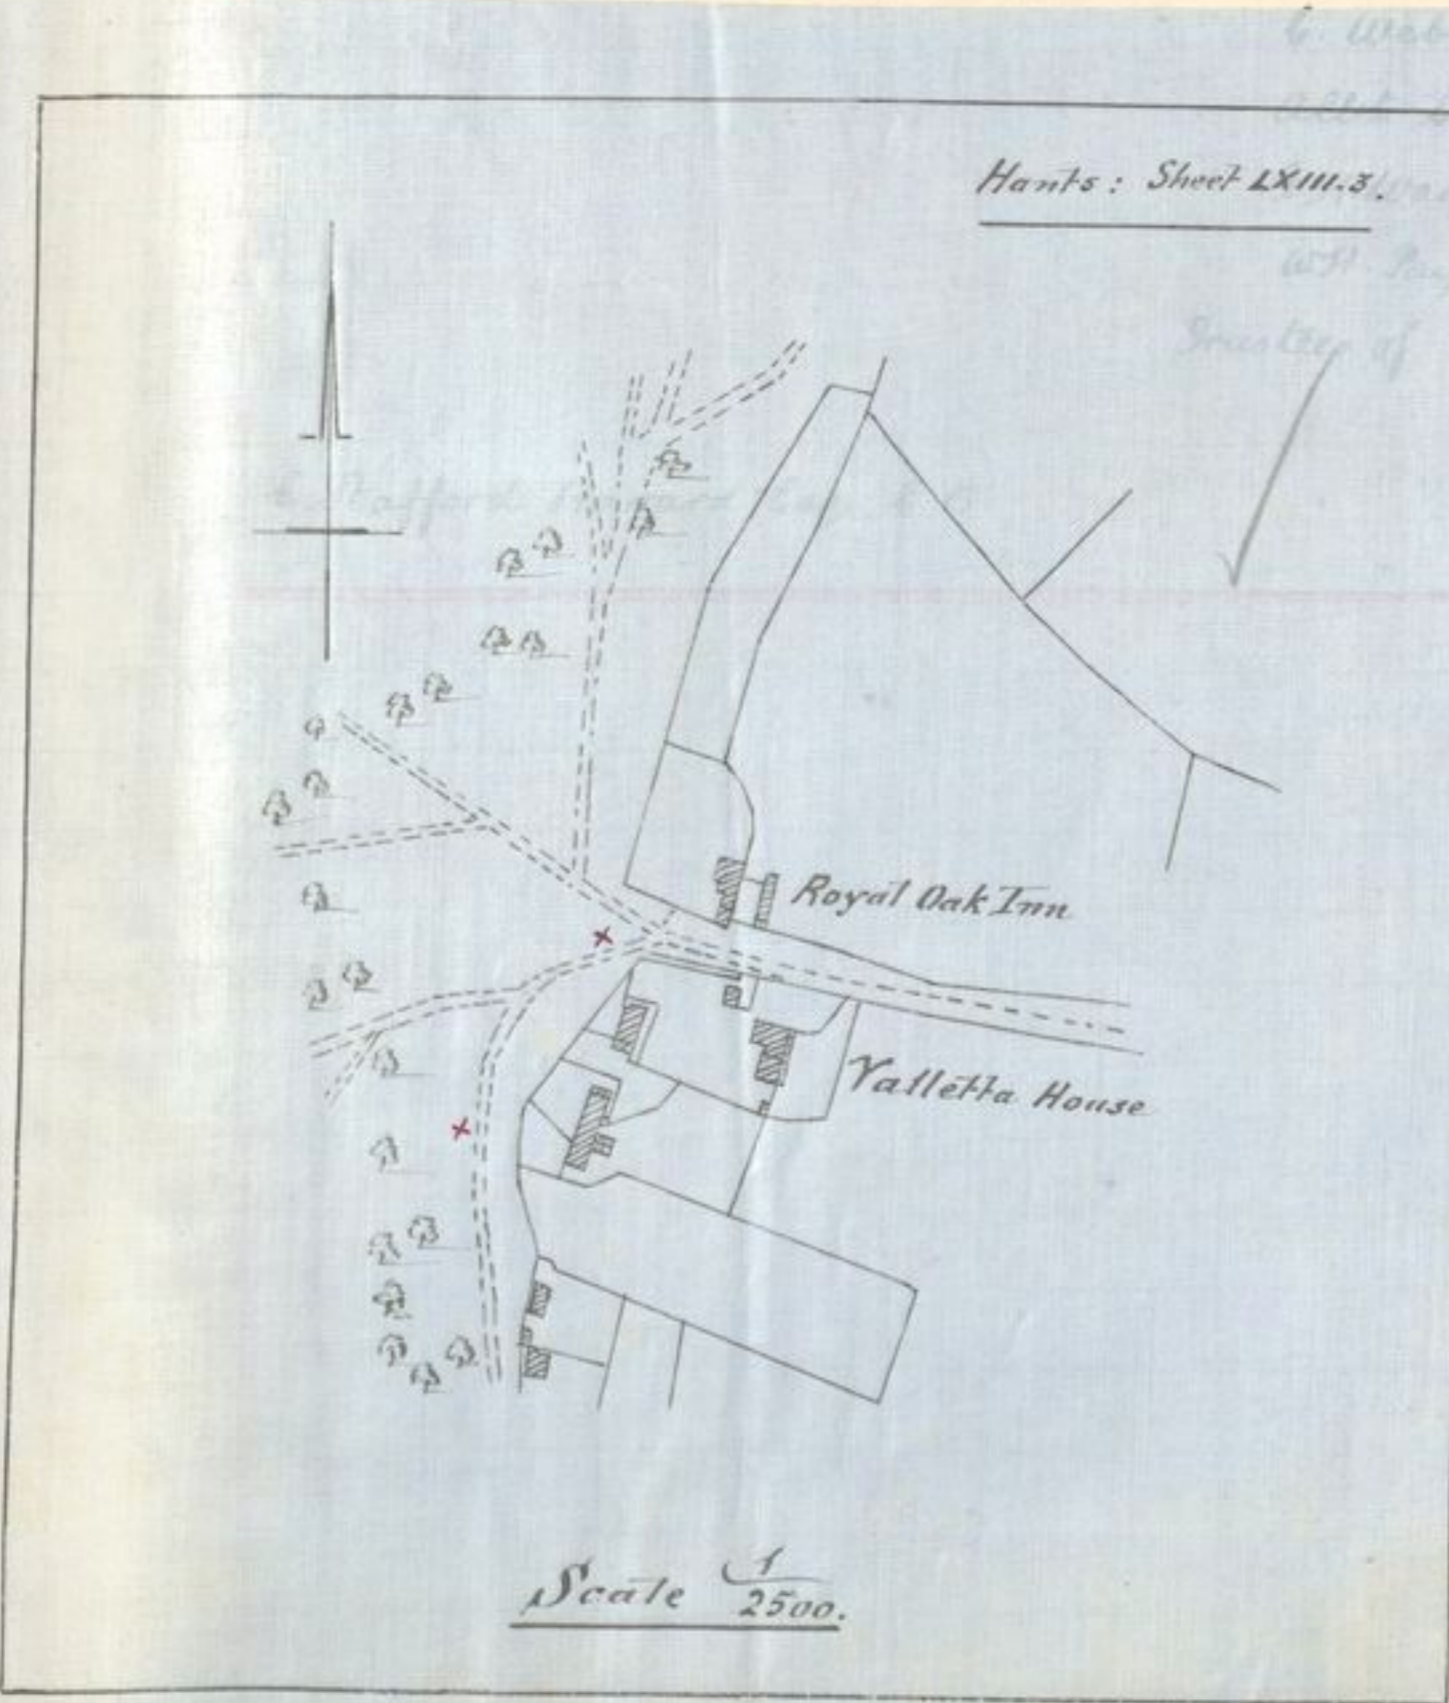 Hants: Sheet LXIII.3.
Royal Oak Inn
Valletta House
Scale 1/2500.